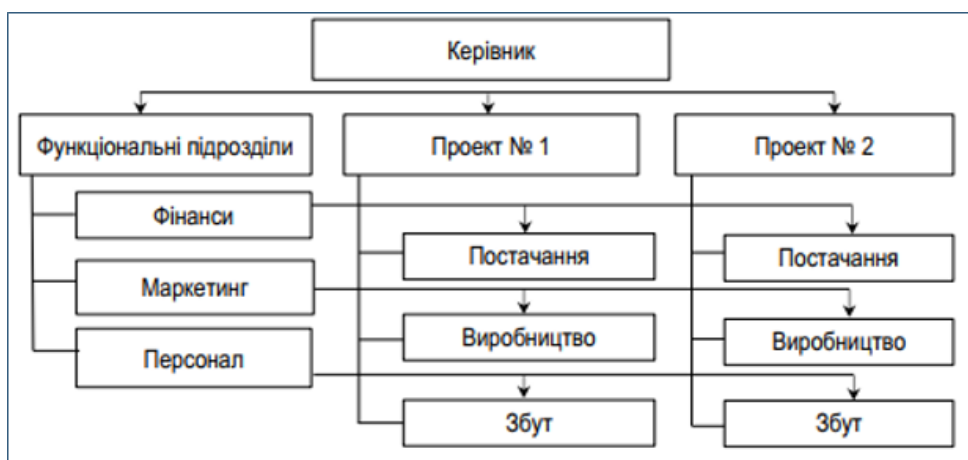 Керівник
Функціональні підрозділи
Проект № 1
Проект № 2
Фінанси
Постачання
Постачання
Маркетинг
Виробництво
Виробництво
Персонал
Збут
Збут